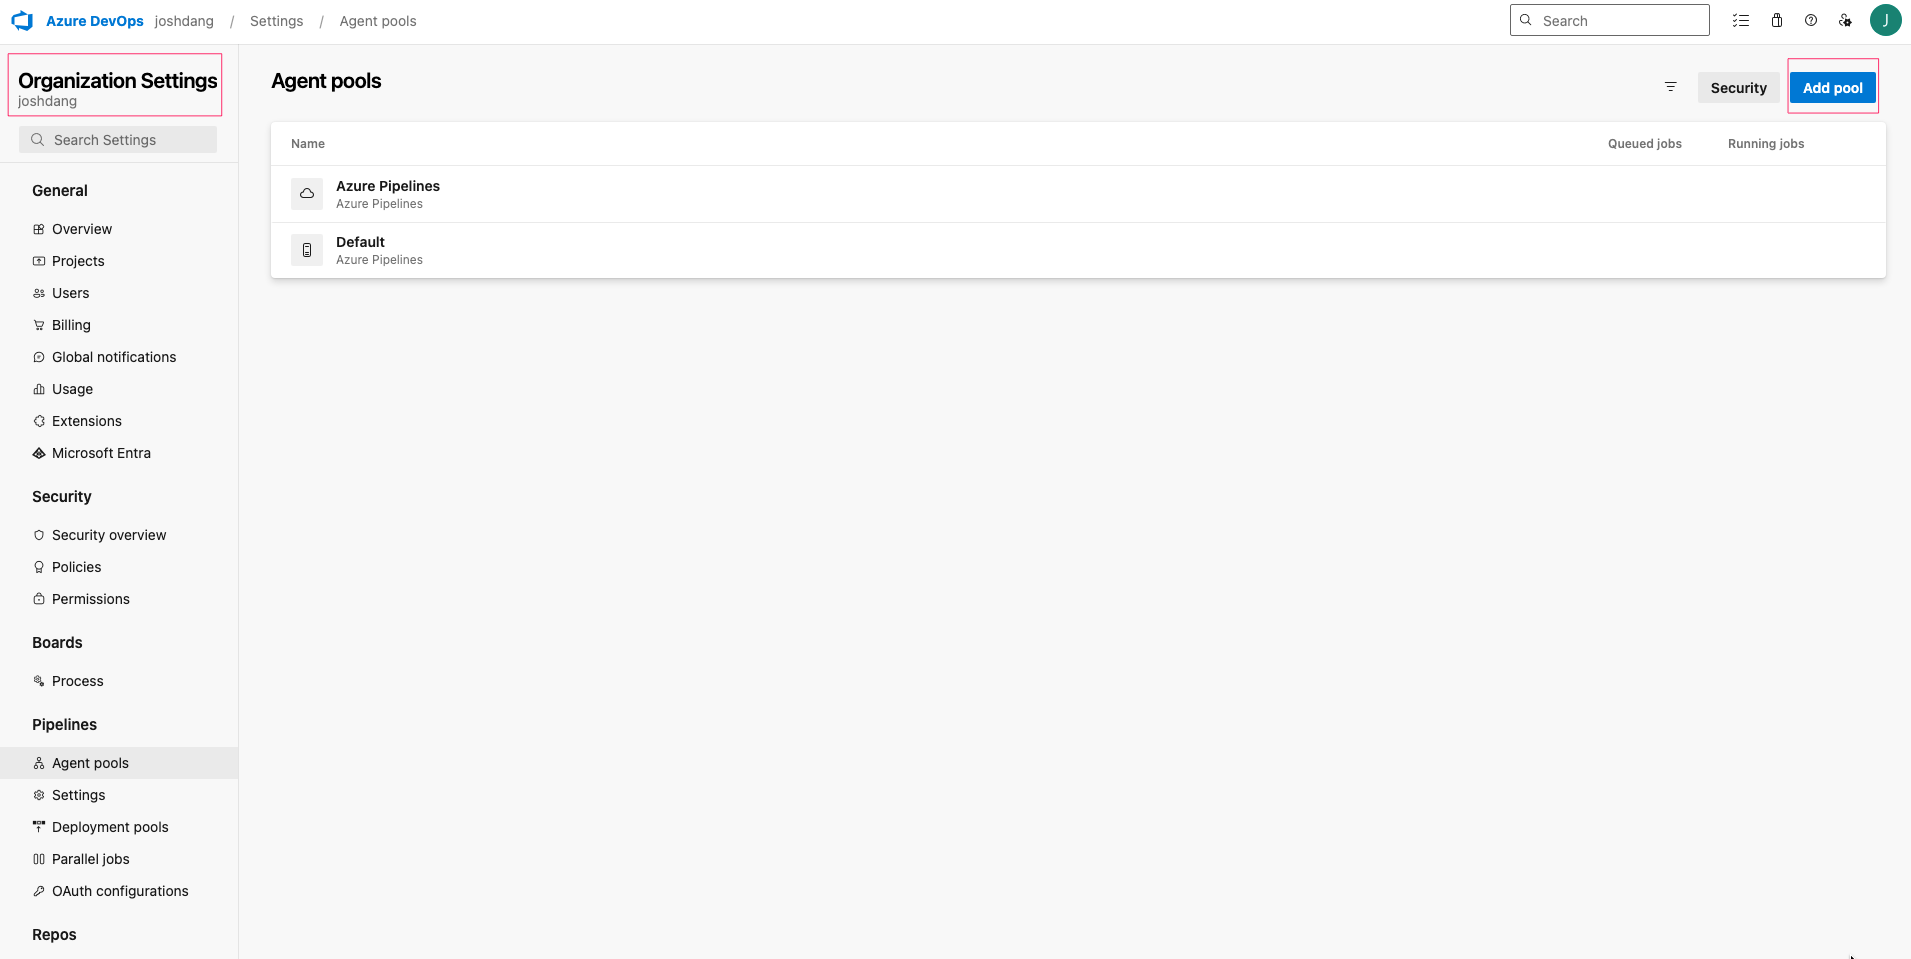 Azure DevOps joshdang / Settings / Agent pools
Search
J
Organization Settings
joshdang
Search Settings
General
Overview
Projects
Users
Billing
Global notifications
Usage
Extensions
Microsoft Entra
Security
Security overview
Policies
Permissions
Boards
Process
Pipelines
Agent pools
Settings
Deployment pools
Parallel jobs
OAuth configurations
Repos
Agent pools
Security
Add pool
Name Queued jobs Running jobs
Azure Pipelines
Azure Pipelines
Default
Azure Pipelines